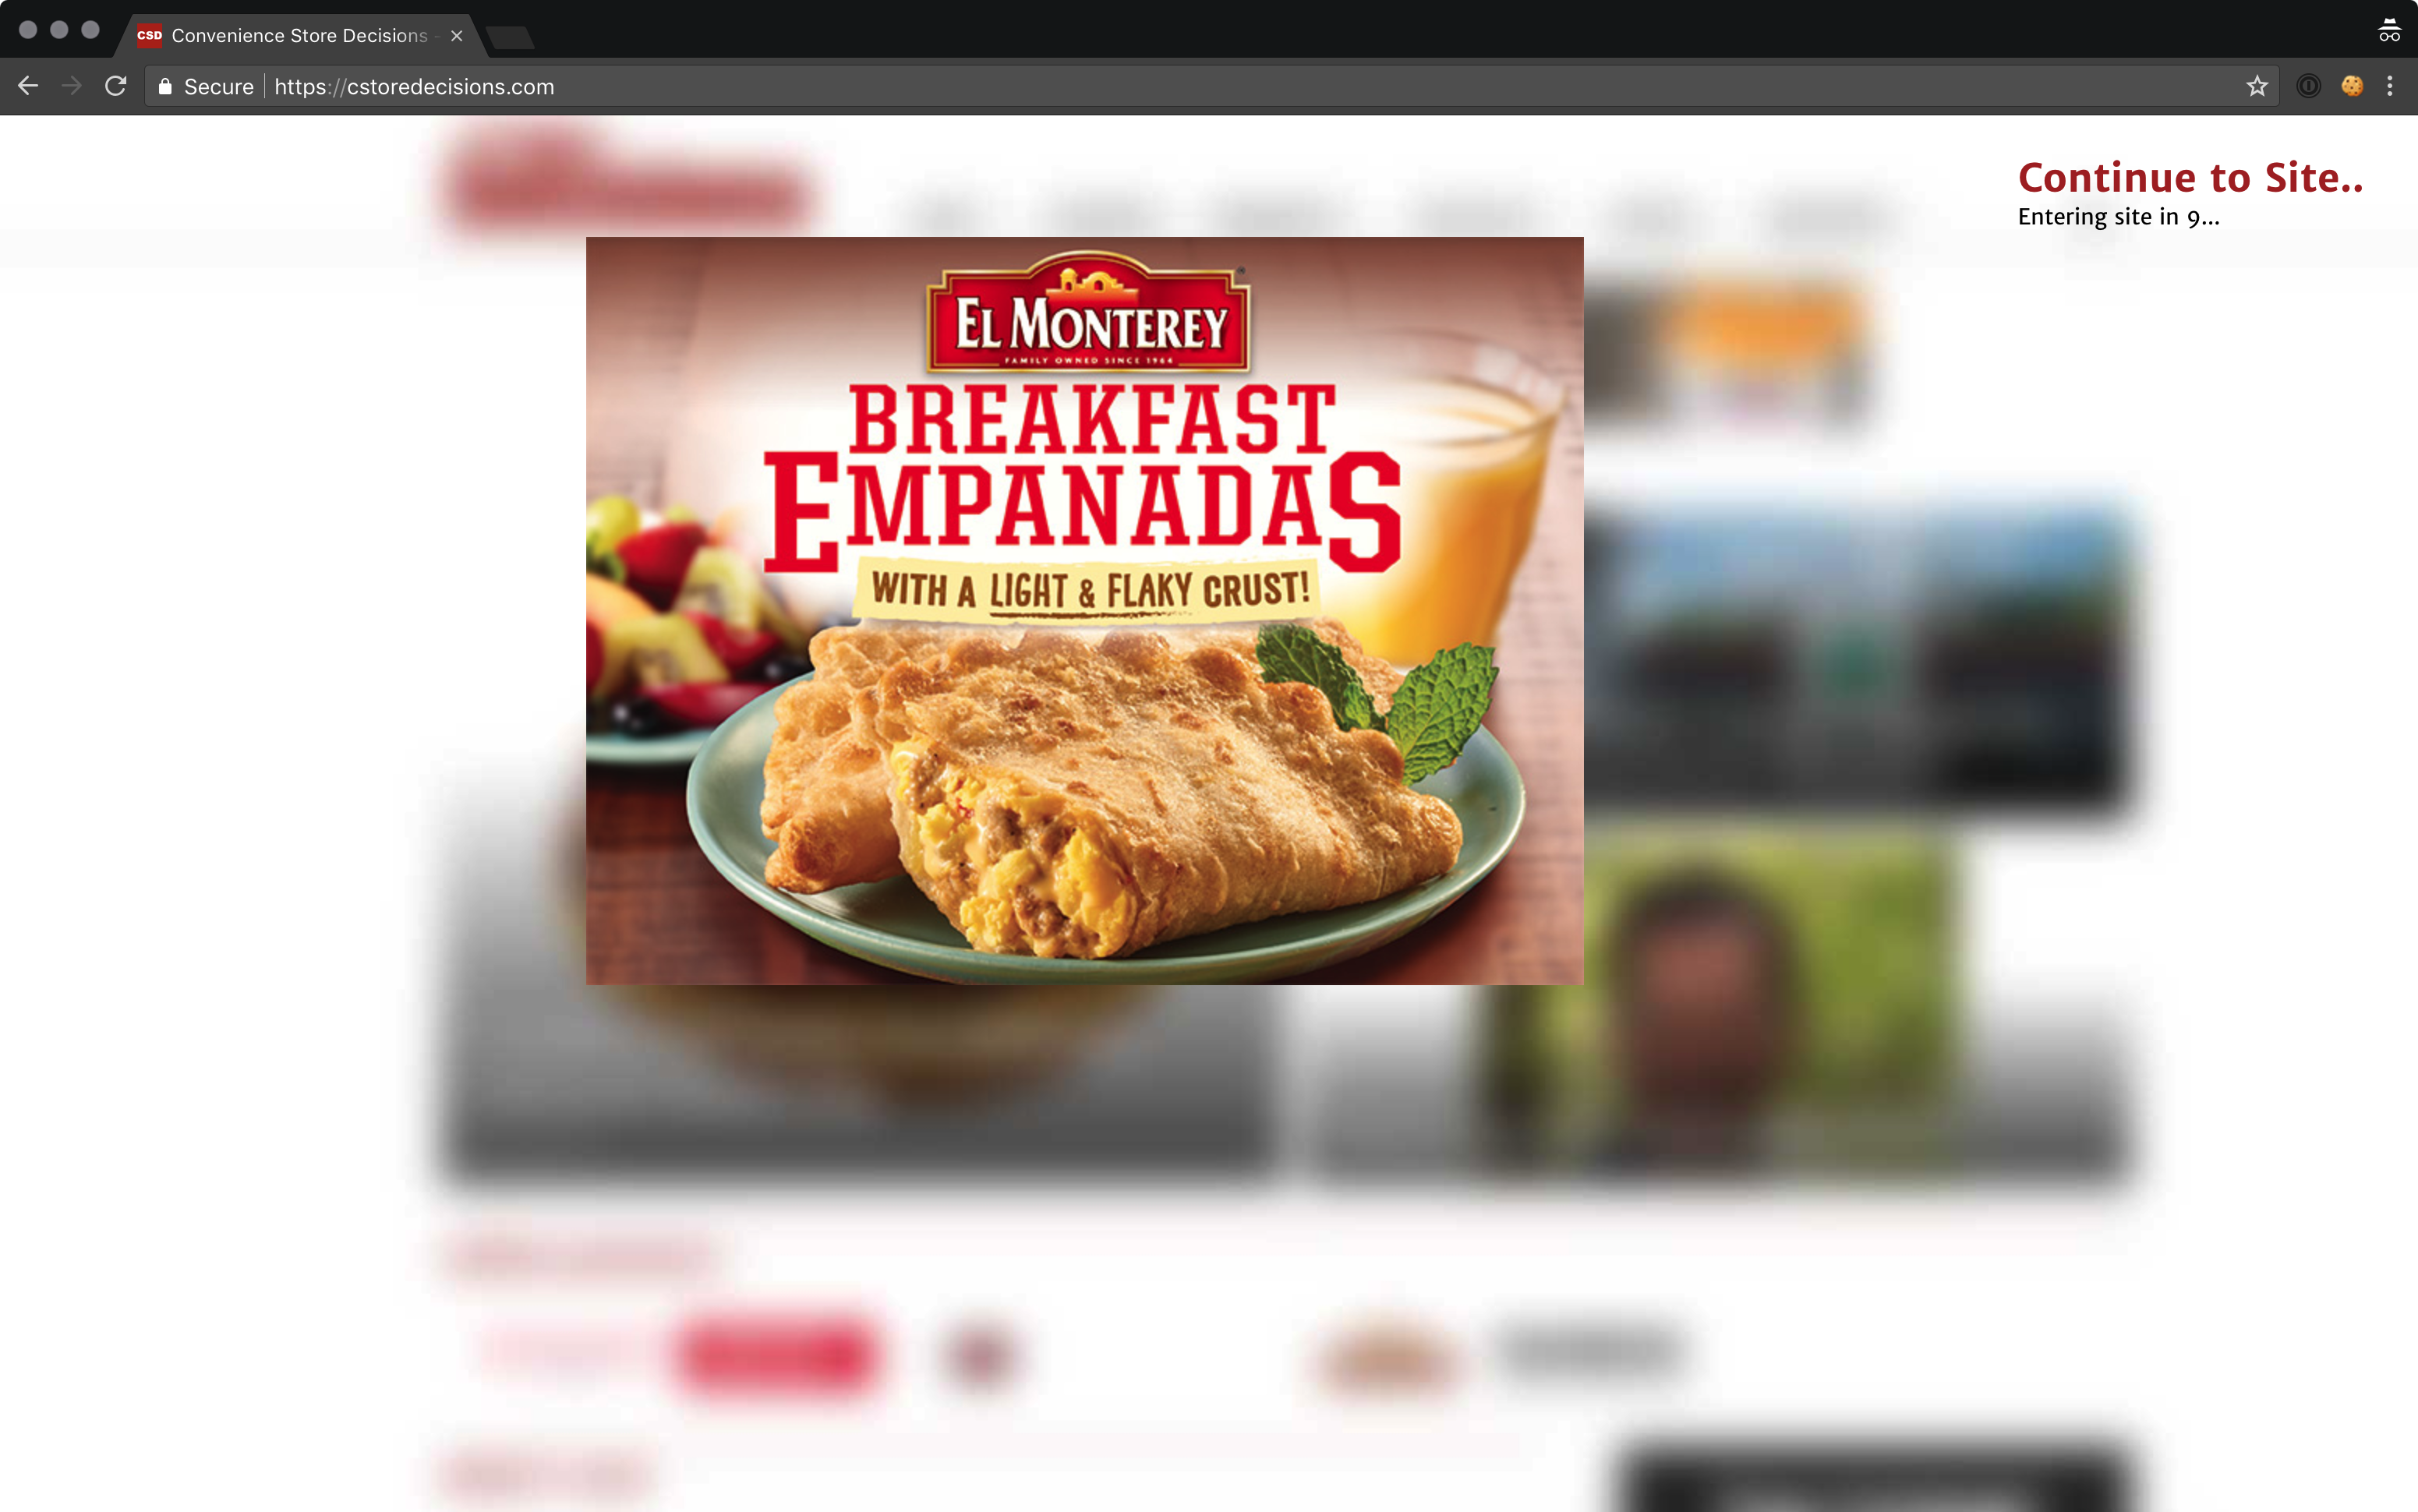 CSD Convenience Store Decisions -
Secure https://cstoredecisions.com
Continue to Site..
Entering site in 9...
EL MONTEREY
FAMILY OWNED SINCE 1964
BREAKFAST
EMPANADAS
WITH A LIGHT & FLAKY CRUST!